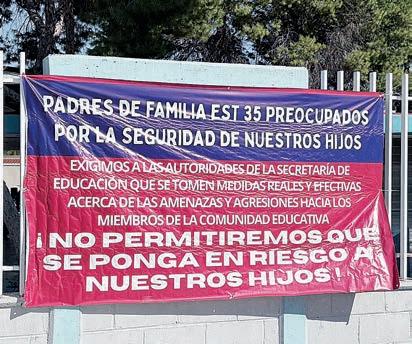 PADRES DE FAMILIA EST 35 PREOCUPADOS
POR LA SEGURIDAD DE NUESTROS HIJOS
EXIGIMOS A LAS AUTORIDADES DE LA SECRETARÍA DE
EDUCACIÓN QUE SE TOMEN MEDIDAS REALES Y EFECTIVAS
ACERCA DE LAS AMENAZAS Y AGRESIONES HACIA LOS
MIEMBROS DE LA COMUNIDAD EDUCATIVA
¡NO PERMITIREMOS QUE
SE PONGA EN RIESGO A
NUESTROS HIJOS!